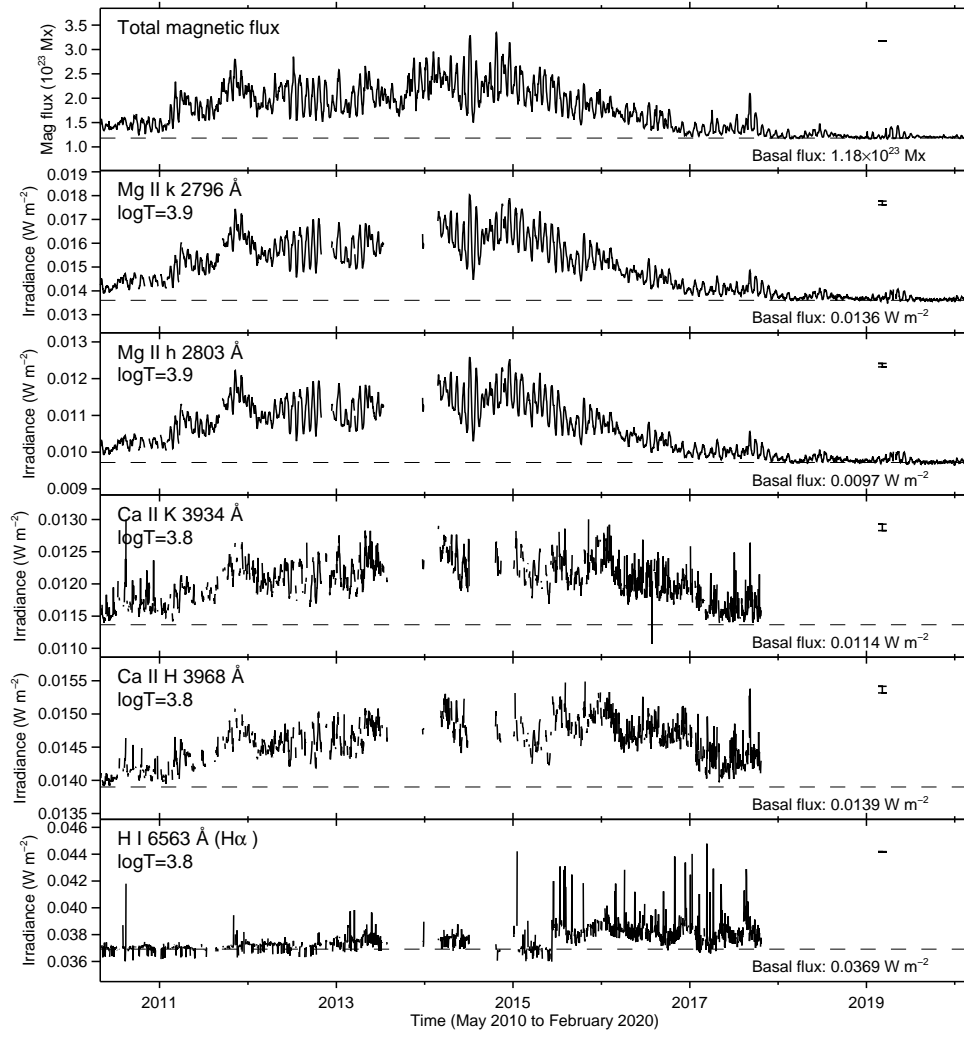 Total magnetic flux
Mag flux (10²³ Mx)
3.5
3.0
2.5
2.0
1.5
1.0
Basal flux: 1.18×10²³ Mx
Mg II k 2796 Å
logT=3.9
Irradiance (W m⁻²)
0.019
0.018
0.017
0.016
0.015
0.014
0.013
Basal flux: 0.0136 W m⁻²
Mg II h 2803 Å
logT=3.9
Irradiance (W m⁻²)
0.013
0.012
0.011
0.010
0.009
Basal flux: 0.0097 W m⁻²
Ca II K 3934 Å
logT=3.8
Irradiance (W m⁻²)
0.0130
0.0125
0.0120
0.0115
0.0110
Basal flux: 0.0114 W m⁻²
Ca II H 3968 Å
logT=3.8
Irradiance (W m⁻²)
0.0155
0.0150
0.0145
0.0140
0.0135
Basal flux: 0.0139 W m⁻²
H I 6563 Å (Hα )
logT=3.8
Irradiance (W m⁻²)
0.046
0.044
0.042
0.040
0.038
0.036
Basal flux: 0.0369 W m⁻²
2011 2013 2015 2017 2019
Time (May 2010 to February 2020)